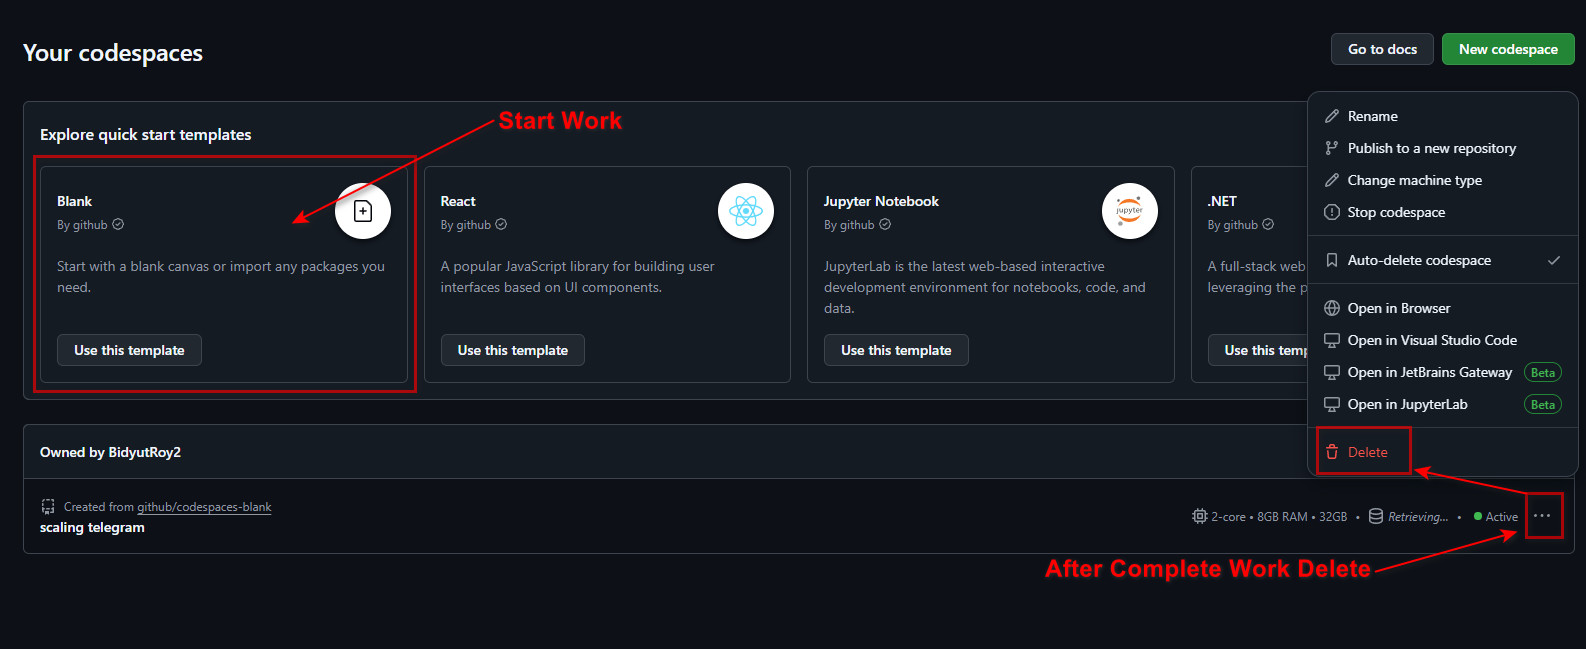 Your codespaces
Go to docs
New codespace
Explore quick start templates
Start Work
Blank
By github
Start with a blank canvas or import any packages you
need.
Use this template
React
By github
A popular JavaScript library for building user
interfaces based on UI components.
Use this template
Jupyter Notebook
By github
jupyter
JupyterLab is the latest web-based interactive
development environment for notebooks, code, and
data.
Use this template
.NET
By github
A full-stack web
leveraging the p
Use this temp
Rename
Publish to a new repository
Change machine type
Stop codespace
Auto-delete codespace
Open in Browser
Open in Visual Studio Code
Open in JetBrains Gateway Beta
Open in JupyterLab Beta
Delete
Owned by BidyutRoy2
Created from github/codespaces-blank
scaling telegram
2-core • 8GB RAM • 32GB • Retrieving... • Active
After Complete Work Delete